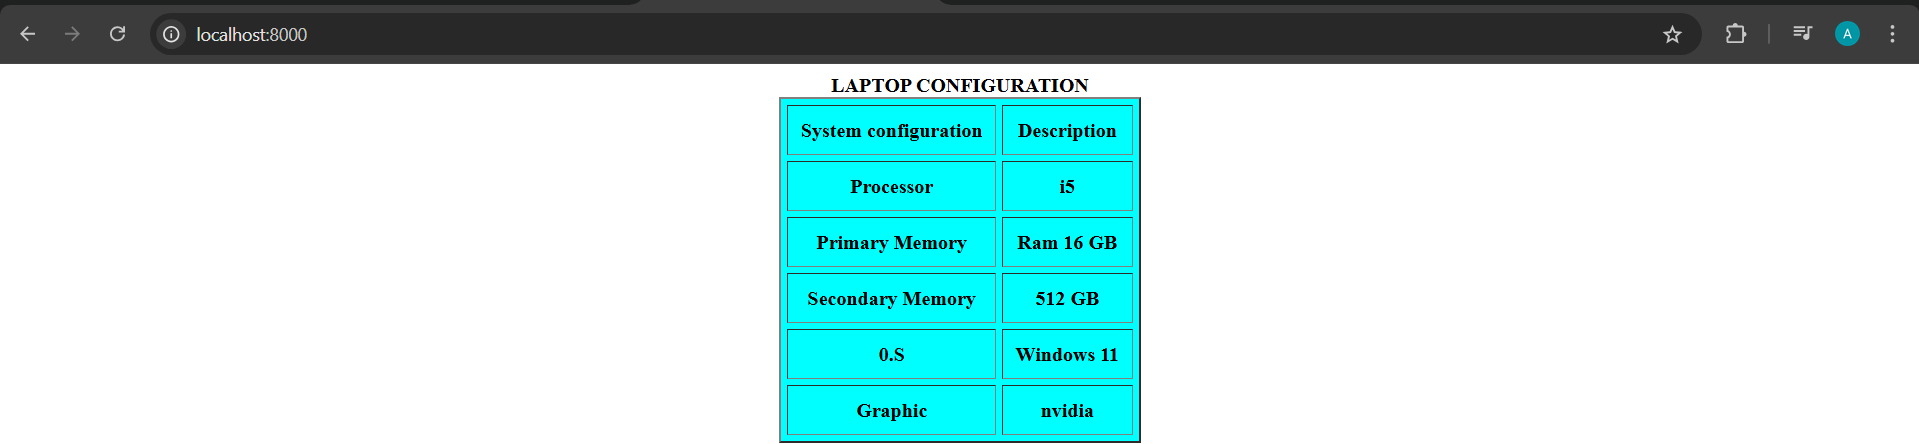 localhost:8000
A
LAPTOP CONFIGURATION
System configuration Description
Processor i5
Primary Memory Ram 16 GB
Secondary Memory 512 GB
0.S Windows 11
Graphic nvidia